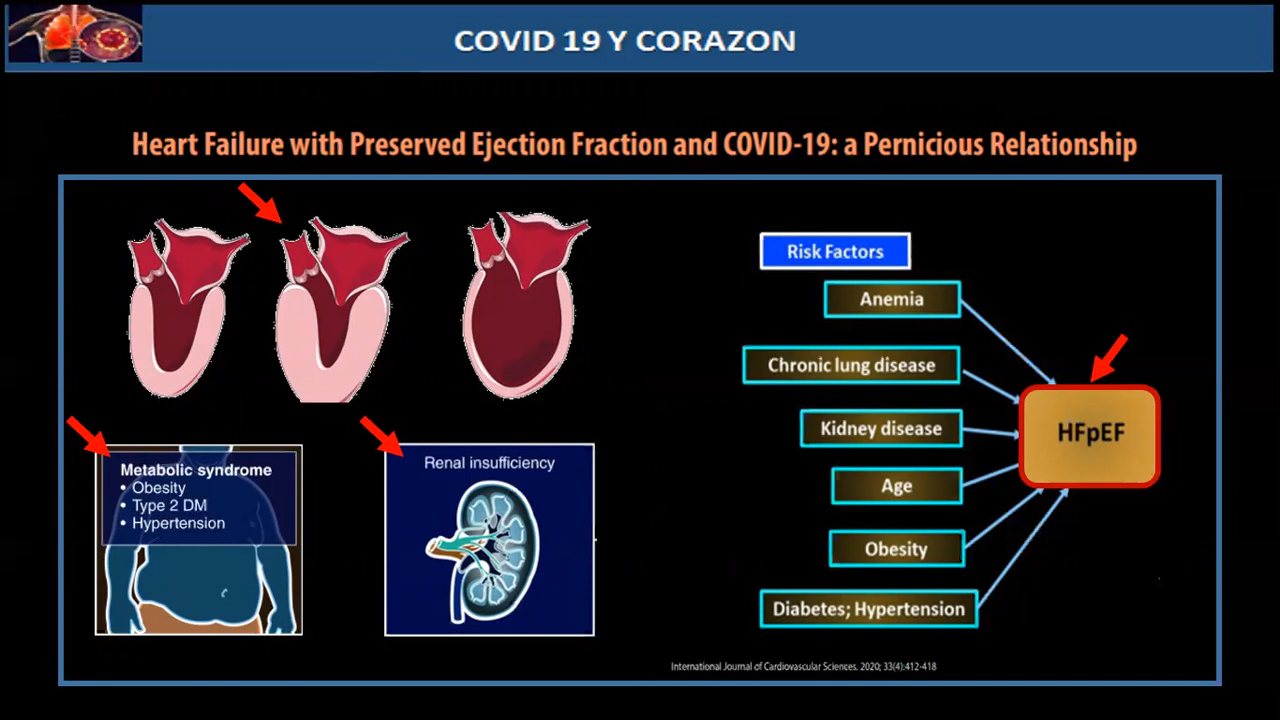 COVID 19 Y CORAZON
Heart Failure with Preserved Ejection Fraction and COVID-19: a Pernicious Relationship
Metabolic syndrome
• Obesity
• Type 2 DM
• Hypertension
Renal insufficiency
Risk Factors
Anemia
Chronic lung disease
Kidney disease
Age
Obesity
Diabetes; Hypertension
HFpEF
International Journal of Cardiovascular Sciences. 2020; 33(4):412-418